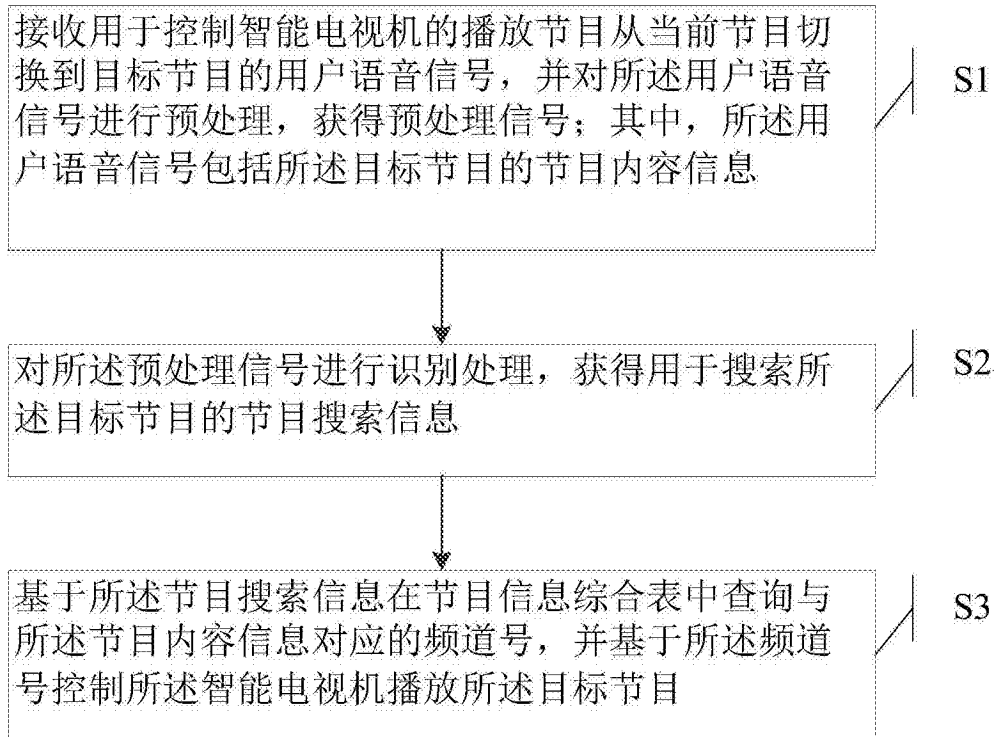 接收用于控制智能电视机的播放节目从当前节目切
换到目标节目的用户语音信号，并对所述用户语音
信号进行预处理，获得预处理信号；其中，所述用
户语音信号包括所述目标节目的节目内容信息
S1
对所述预处理信号进行识别处理，获得用于搜索所
述目标节目的节目搜索信息
S2
基于所述节目搜索信息在节目信息综合表中查询与
所述节目内容信息对应的频道号，并基于所述频道
号控制所述智能电视机播放所述目标节目
S3